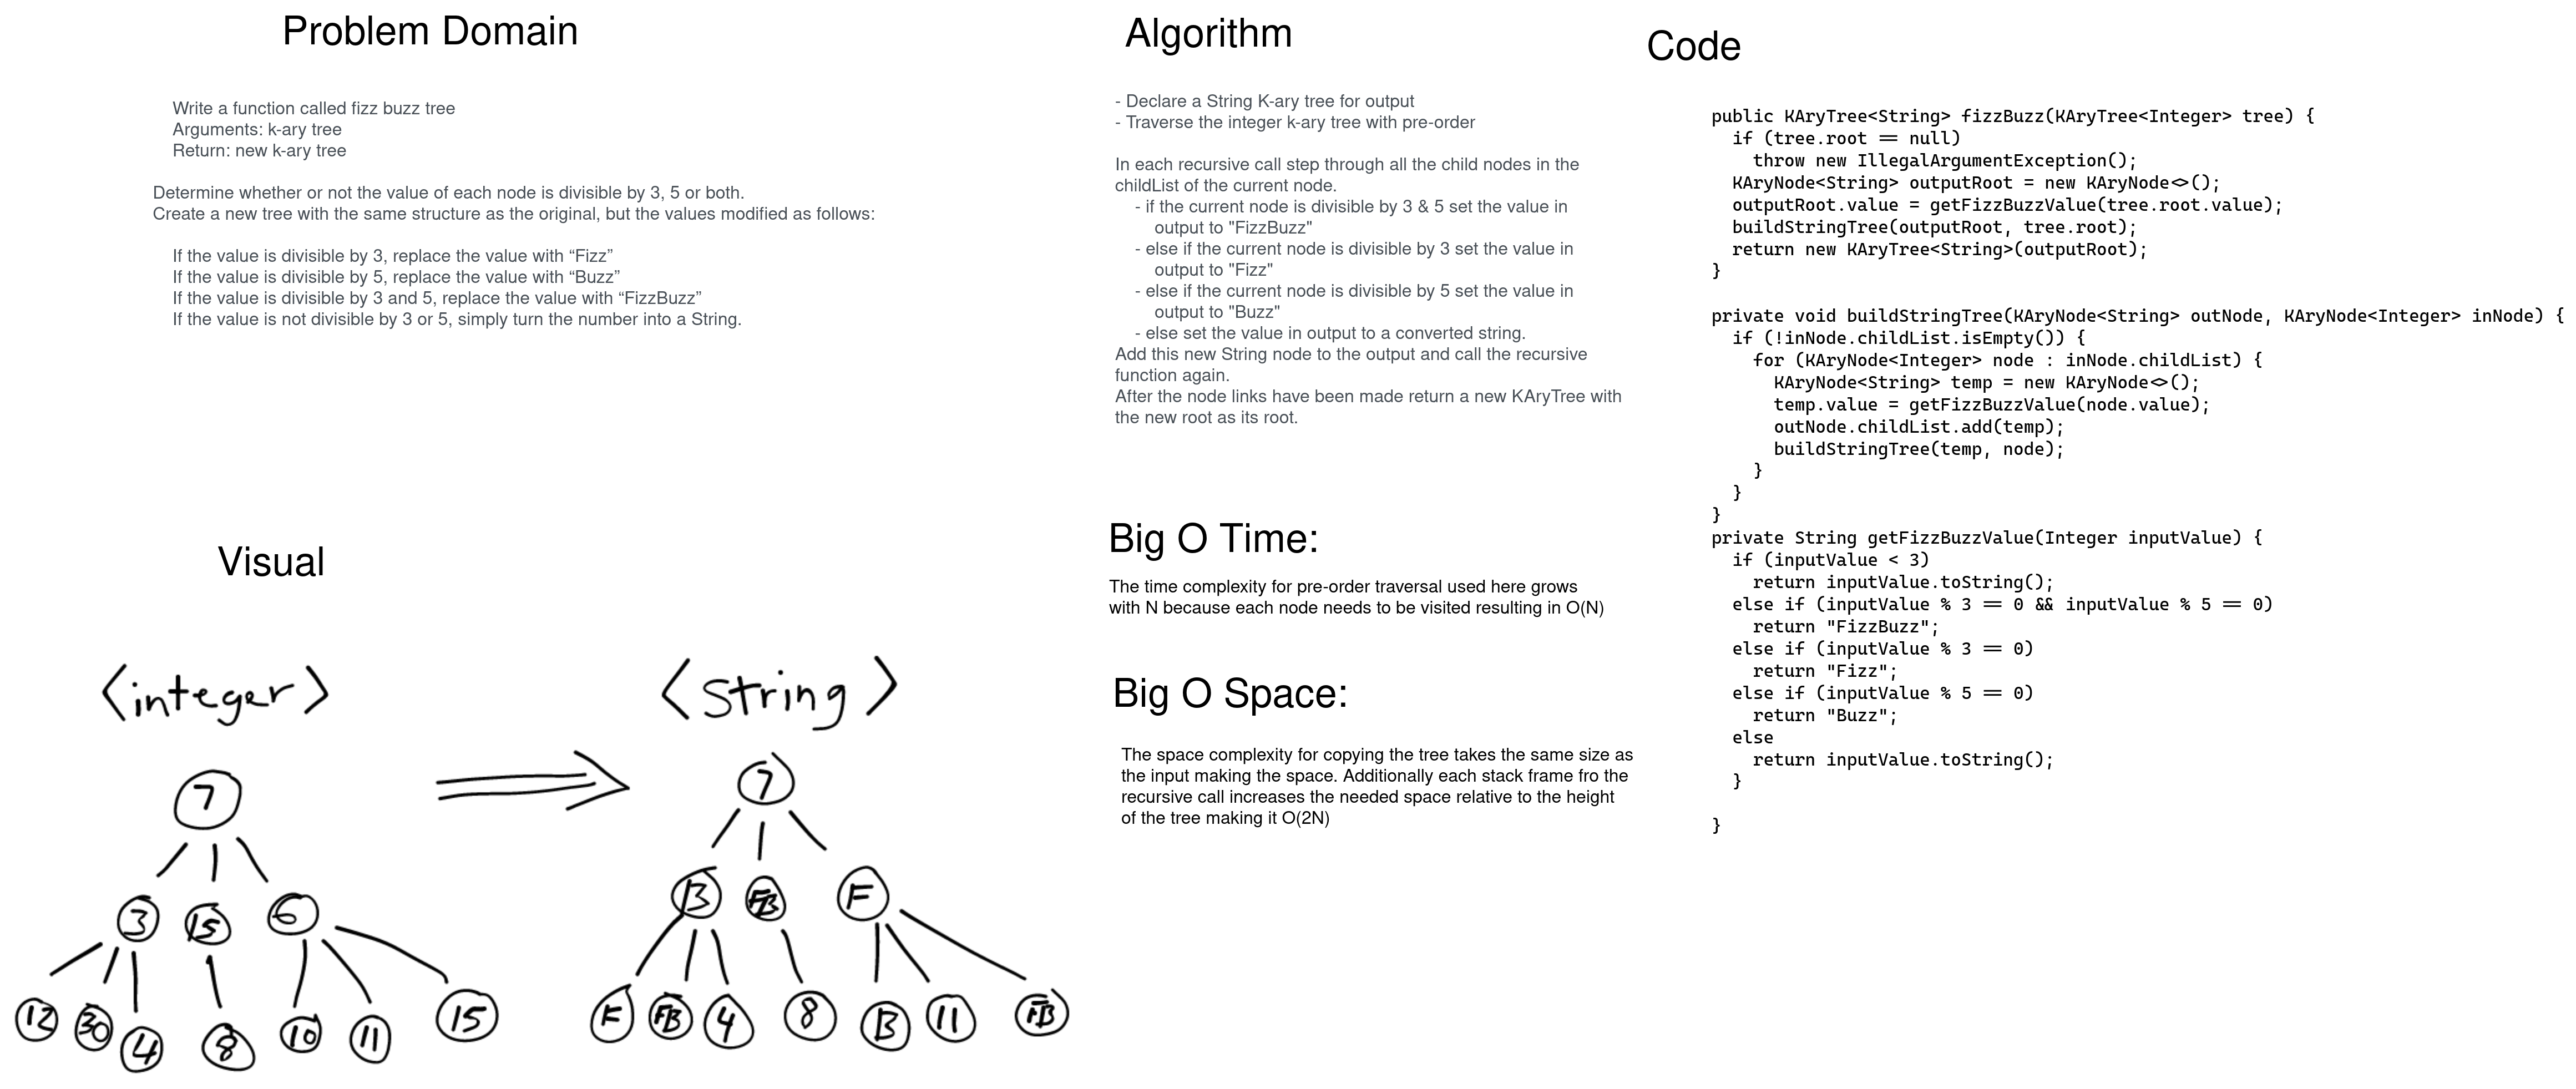 Problem Domain
Write a function called fizz buzz tree
Arguments: k-ary tree
Return: new k-ary tree
Determine whether or not the value of each node is divisible by 3, 5 or both.
Create a new tree with the same structure as the original, but the values modified as follows:
If the value is divisible by 3, replace the value with “Fizz”
If the value is divisible by 5, replace the value with “Buzz”
If the value is divisible by 3 and 5, replace the value with “FizzBuzz”
If the value is not divisible by 3 or 5, simply turn the number into a String.
Visual
<integer>
7
3 15 6
12 30 4 8 10 11 15
<String>
7
B FB F
F FB 4 8 B 11 FB
Algorithm
- Declare a String K-ary tree for output
- Traverse the integer k-ary tree with pre-order
In each recursive call step through all the child nodes in the
childList of the current node.
- if the current node is divisible by 3 & 5 set the value in
output to "FizzBuzz"
- else if the current node is divisible by 3 set the value in
output to "Fizz"
- else if the current node is divisible by 5 set the value in
output to "Buzz"
- else set the value in output to a converted string.
Add this new String node to the output and call the recursive
function again.
After the node links have been made return a new KAryTree with
the new root as its root.
Big O Time:
The time complexity for pre-order traversal used here grows
with N because each node needs to be visited resulting in O(N)
Big O Space:
The space complexity for copying the tree takes the same size as
the input making the space. Additionally each stack frame fro the
recursive call increases the needed space relative to the height
of the tree making it O(2N)
Code
public KAryTree<String> fizzBuzz(KAryTree<Integer> tree) {
if (tree.root == null)
throw new IllegalArgumentException();
KAryNode<String> outputRoot = new KAryNode<>();
outputRoot.value = getFizzBuzzValue(tree.root.value);
buildStringTree(outputRoot, tree.root);
return new KAryTree<String>(outputRoot);
}
private void buildStringTree(KAryNode<String> outNode, KAryNode<Integer> inNode) {
if (!inNode.childList.isEmpty()) {
for (KAryNode<Integer> node : inNode.childList) {
KAryNode<String> temp = new KAryNode<>();
temp.value = getFizzBuzzValue(node.value);
outNode.childList.add(temp);
buildStringTree(temp, node);
}
}
}
private String getFizzBuzzValue(Integer inputValue) {
if (inputValue < 3)
return inputValue.toString();
else if (inputValue % 3 == 0 && inputValue % 5 == 0)
return "FizzBuzz";
else if (inputValue % 3 == 0)
return "Fizz";
else if (inputValue % 5 == 0)
return "Buzz";
else
return inputValue.toString();
}
}